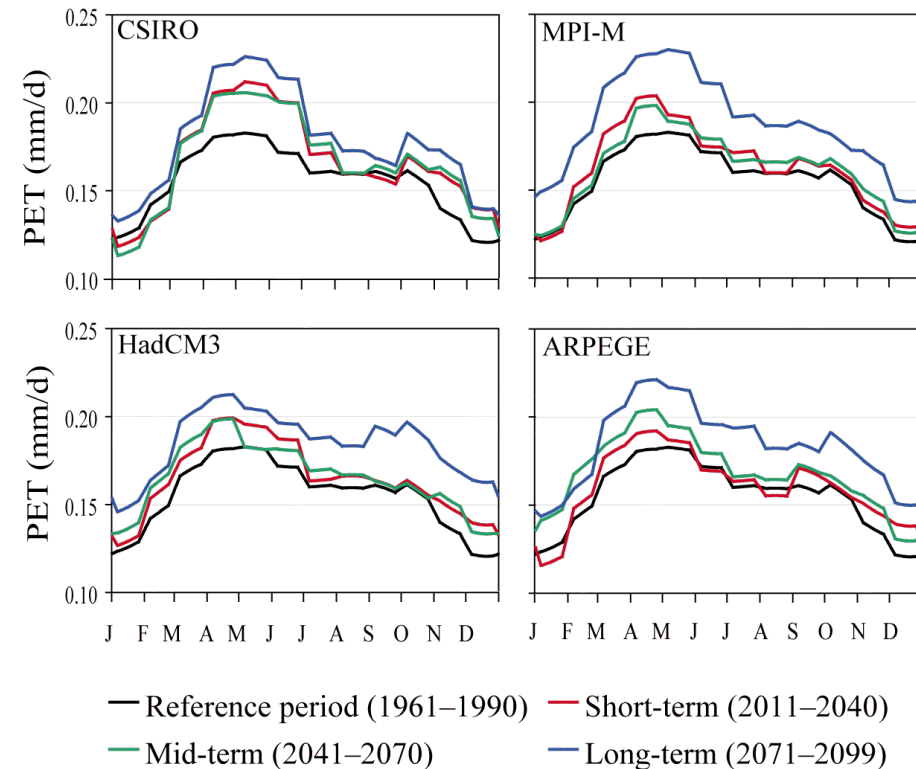 CSIRO
MPI-M
0.25
0.20
0.15
0.10
PET (mm/d)
HadCM3
ARPEGE
0.25
0.20
0.15
0.10
PET (mm/d)
J F M A M J J A S O N D
J F M A M J J A S O N D
Reference period (1961–1990)
Short-term (2011–2040)
Mid-term (2041–2070)
Long-term (2071–2099)